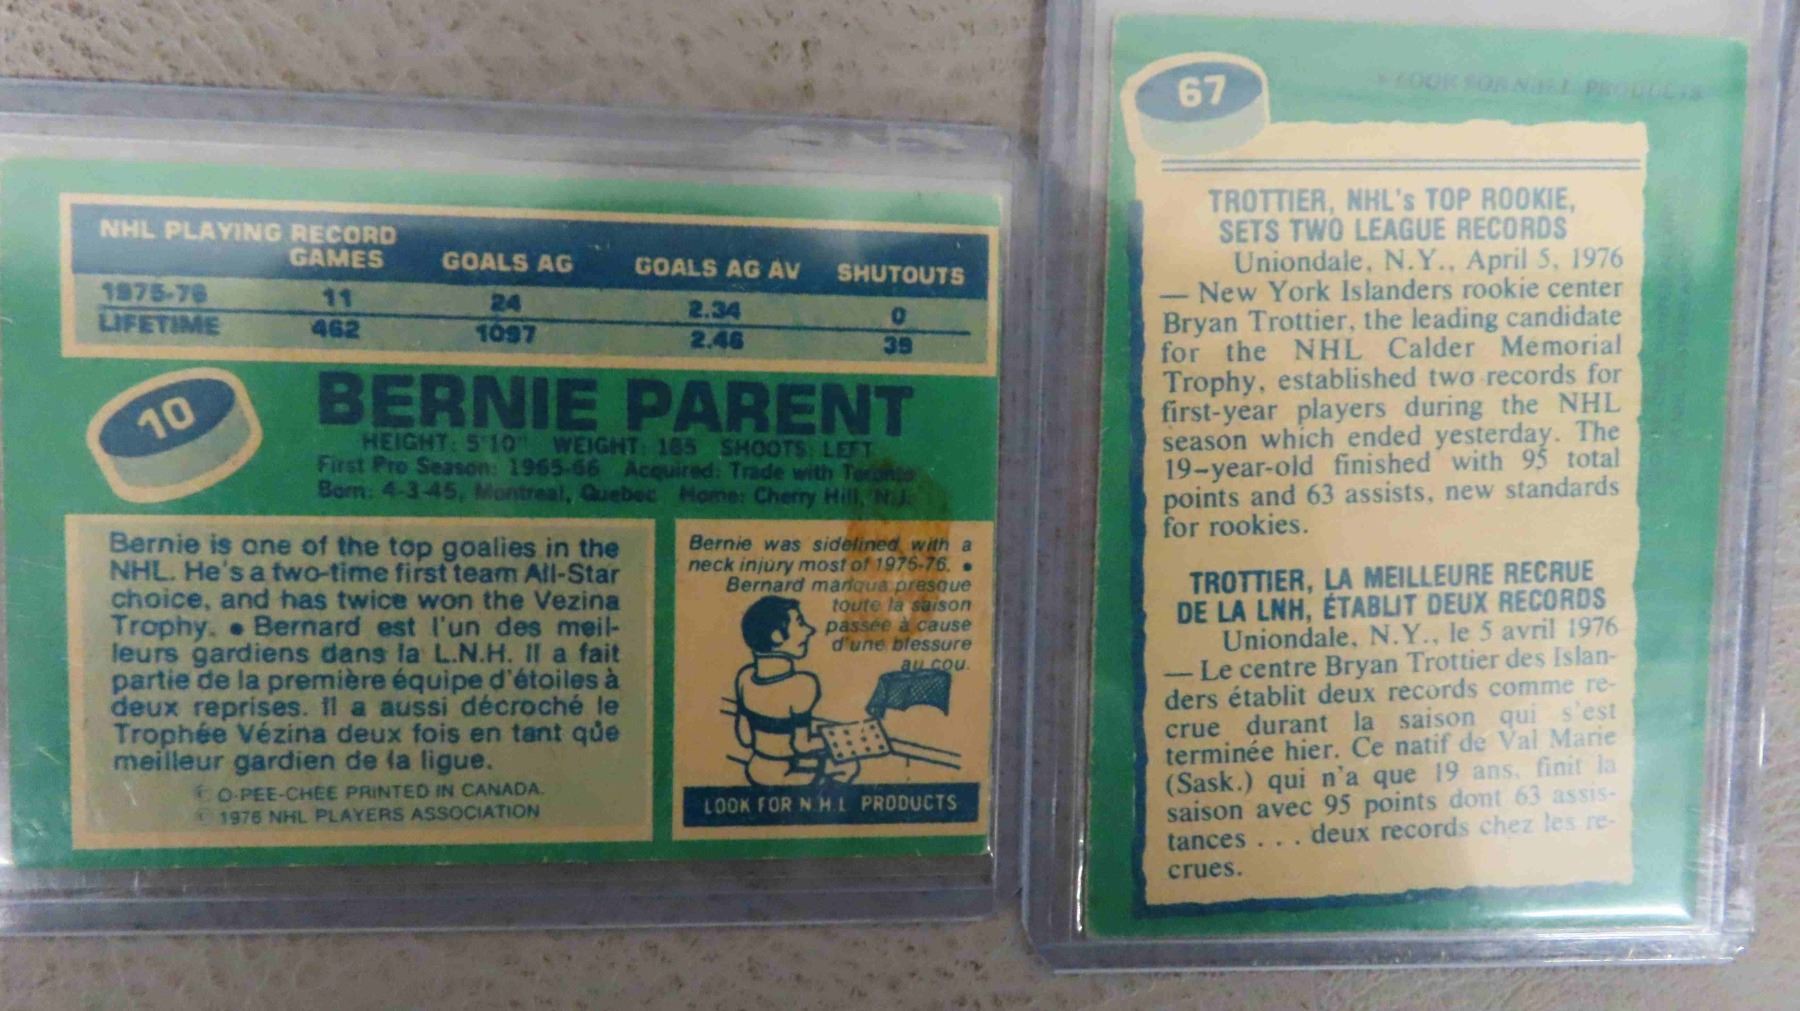 NHL PLAYING RECORD
GAMES GOALS AG GOALS AG AV SHUTOUTS
1975-76 11 24 2.34 0
LIFETIME 462 1097 2.46 39
10
BERNIE PARENT
HEIGHT: 5'10" WEIGHT: 185 SHOOTS: LEFT
First Pro Season: 1965-66 Acquired: Trade with Toronto
Born: 4-3-45, Montreal, Quebec Home: Cherry Hill, N.J.
Bernie is one of the top goalies in the
NHL. He's a two-time first team All-Star
choice, and has twice won the Vezina
Trophy. • Bernard est l'un des meil-
leurs gardiens dans la L.N.H. Il a fait
partie de la première équipe d'étoiles à
deux reprises. Il a aussi décroché le
Trophée Vézina deux fois en tant que
meilleur gardien de la ligue.
© O-PEE-CHEE PRINTED IN CANADA.
© 1976 NHL PLAYERS ASSOCIATION
Bernie was sidelined with a
neck injury most of 1975-76. •
Bernard manqua presque
toute la saison
passée à cause
d'une blessure
au cou.
LOOK FOR N.H.L PRODUCTS
67
TROTTIER, NHL's TOP ROOKIE,
SETS TWO LEAGUE RECORDS
Uniondale, N.Y., April 5, 1976
— New York Islanders rookie center
Bryan Trottier, the leading candidate
for the NHL Calder Memorial
Trophy, established two records for
first-year players during the NHL
season which ended yesterday. The
19-year-old finished with 95 total
points and 63 assists, new standards
for rookies.
TROTTIER, LA MEILLEURE RECRUE
DE LA LNH, ÉTABLIT DEUX RECORDS
Uniondale, N.Y., le 5 avril 1976
— Le centre Bryan Trottier des Islan-
ders établit deux records comme re-
crue durant la saison qui s'est
terminée hier. Ce natif de Val Marie
(Sask.) qui n'a que 19 ans, finit la
saison avec 95 points dont 63 assis-
tances . . . deux records chez les re-
crues.